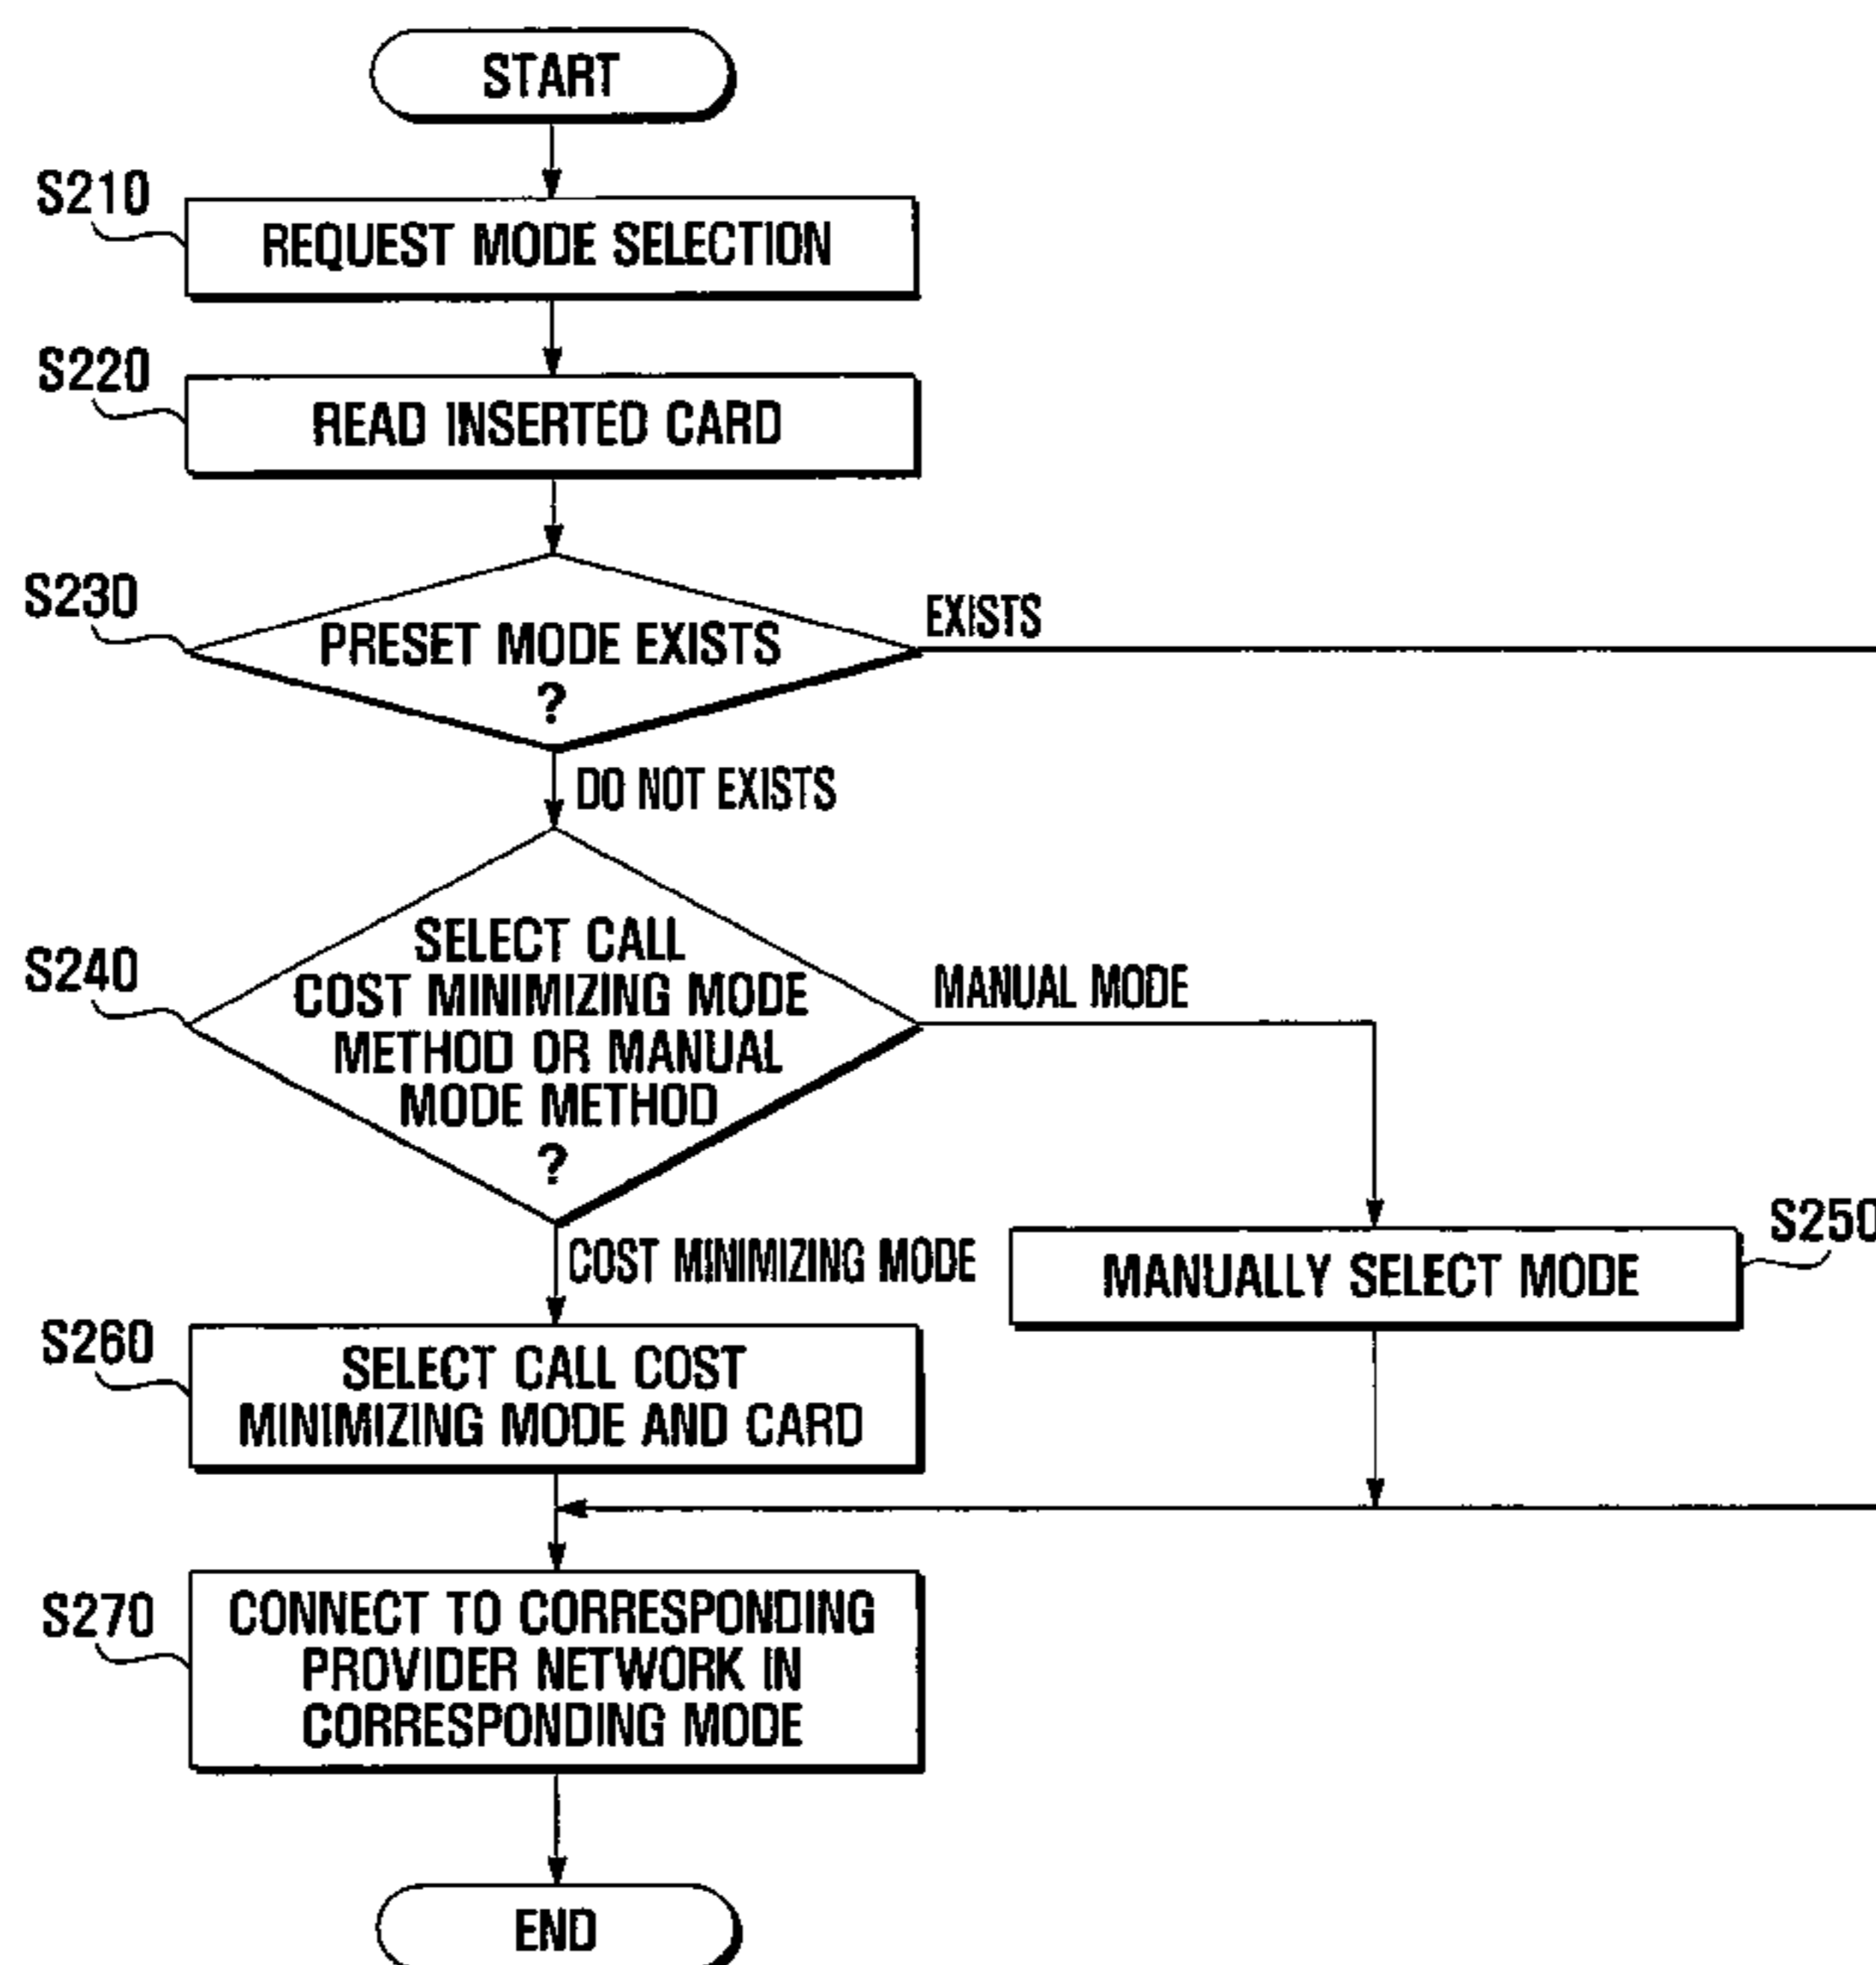 START
S210
REQUEST MODE SELECTION
S220
READ INSERTED CARD
S230
PRESET MODE EXISTS
?
EXISTS
DO NOT EXISTS
S240
SELECT CALL
COST MINIMIZING MODE
METHOD OR MANUAL
MODE METHOD
?
MANUAL MODE
COST MINIMIZING MODE
S250
MANUALLY SELECT MODE
S260
SELECT CALL COST
MINIMIZING MODE AND CARD
S270
CONNECT TO CORRESPONDING
PROVIDER NETWORK IN
CORRESPONDING MODE
END